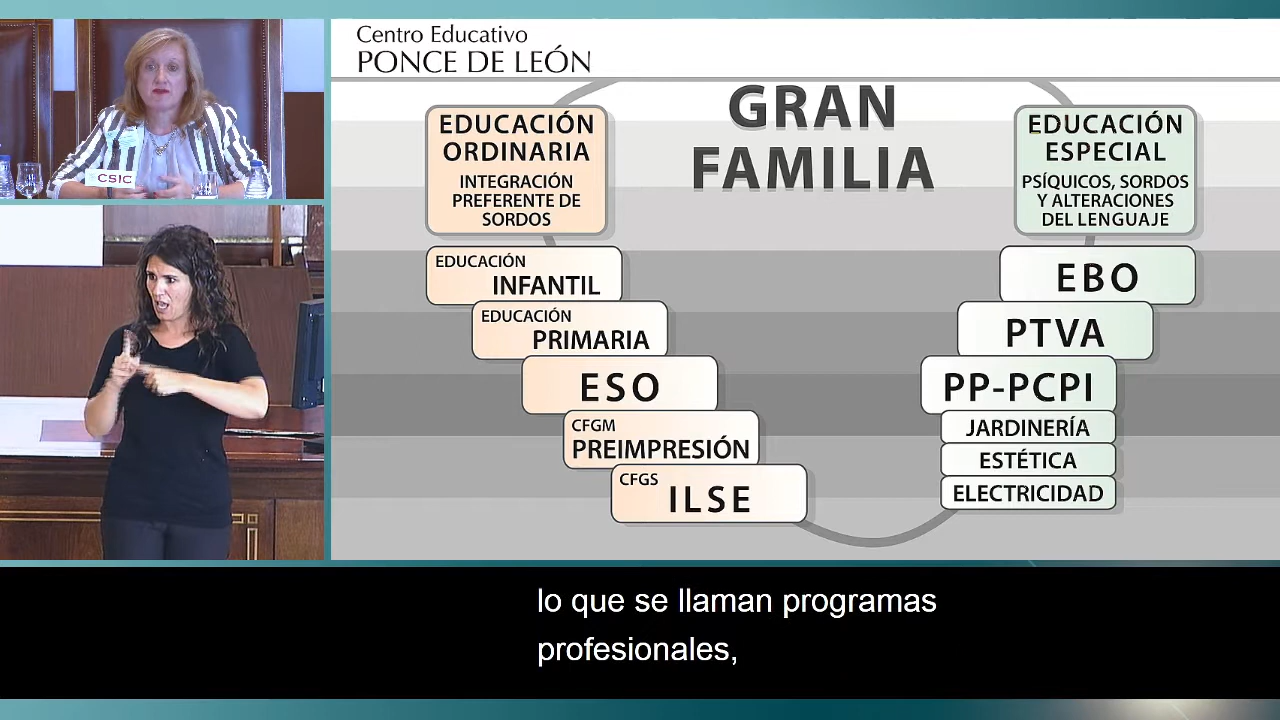 Centro Educativo
PONCE DE LEÓN
GRAN
FAMILIA
EDUCACIÓN
ORDINARIA
INTEGRACIÓN
PREFERENTE DE
SORDOS
EDUCACIÓN
INFANTIL
EDUCACIÓN
PRIMARIA
ESO
CFGM
PREIMPRESIÓN
CFGS
ILSE
EDUCACIÓN
ESPECIAL
PSÍQUICOS, SORDOS
Y ALTERACIONES
DEL LENGUAJE
EBO
PTVA
PP-PCPI
JARDINERÍA
ESTÉTICA
ELECTRICIDAD
CSIC
lo que se llaman programas
profesionales,